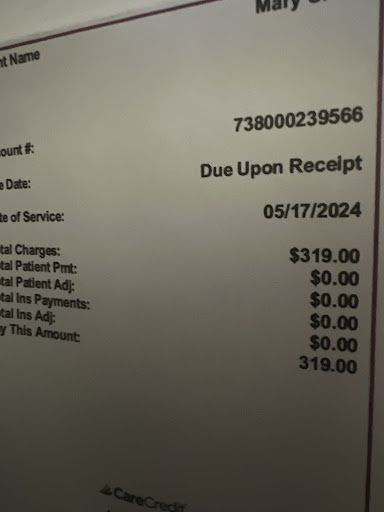 Mary
nt Name
738000239566
ount #:
Due Upon Receipt
e Date:
05/17/2024
te of Service:
tal Charges: $319.00
tal Patient Pmt: $0.00
tal Patient Adj: $0.00
tal Ins Payments: $0.00
tal Ins Adj: $0.00
y This Amount: 319.00
CareCredit